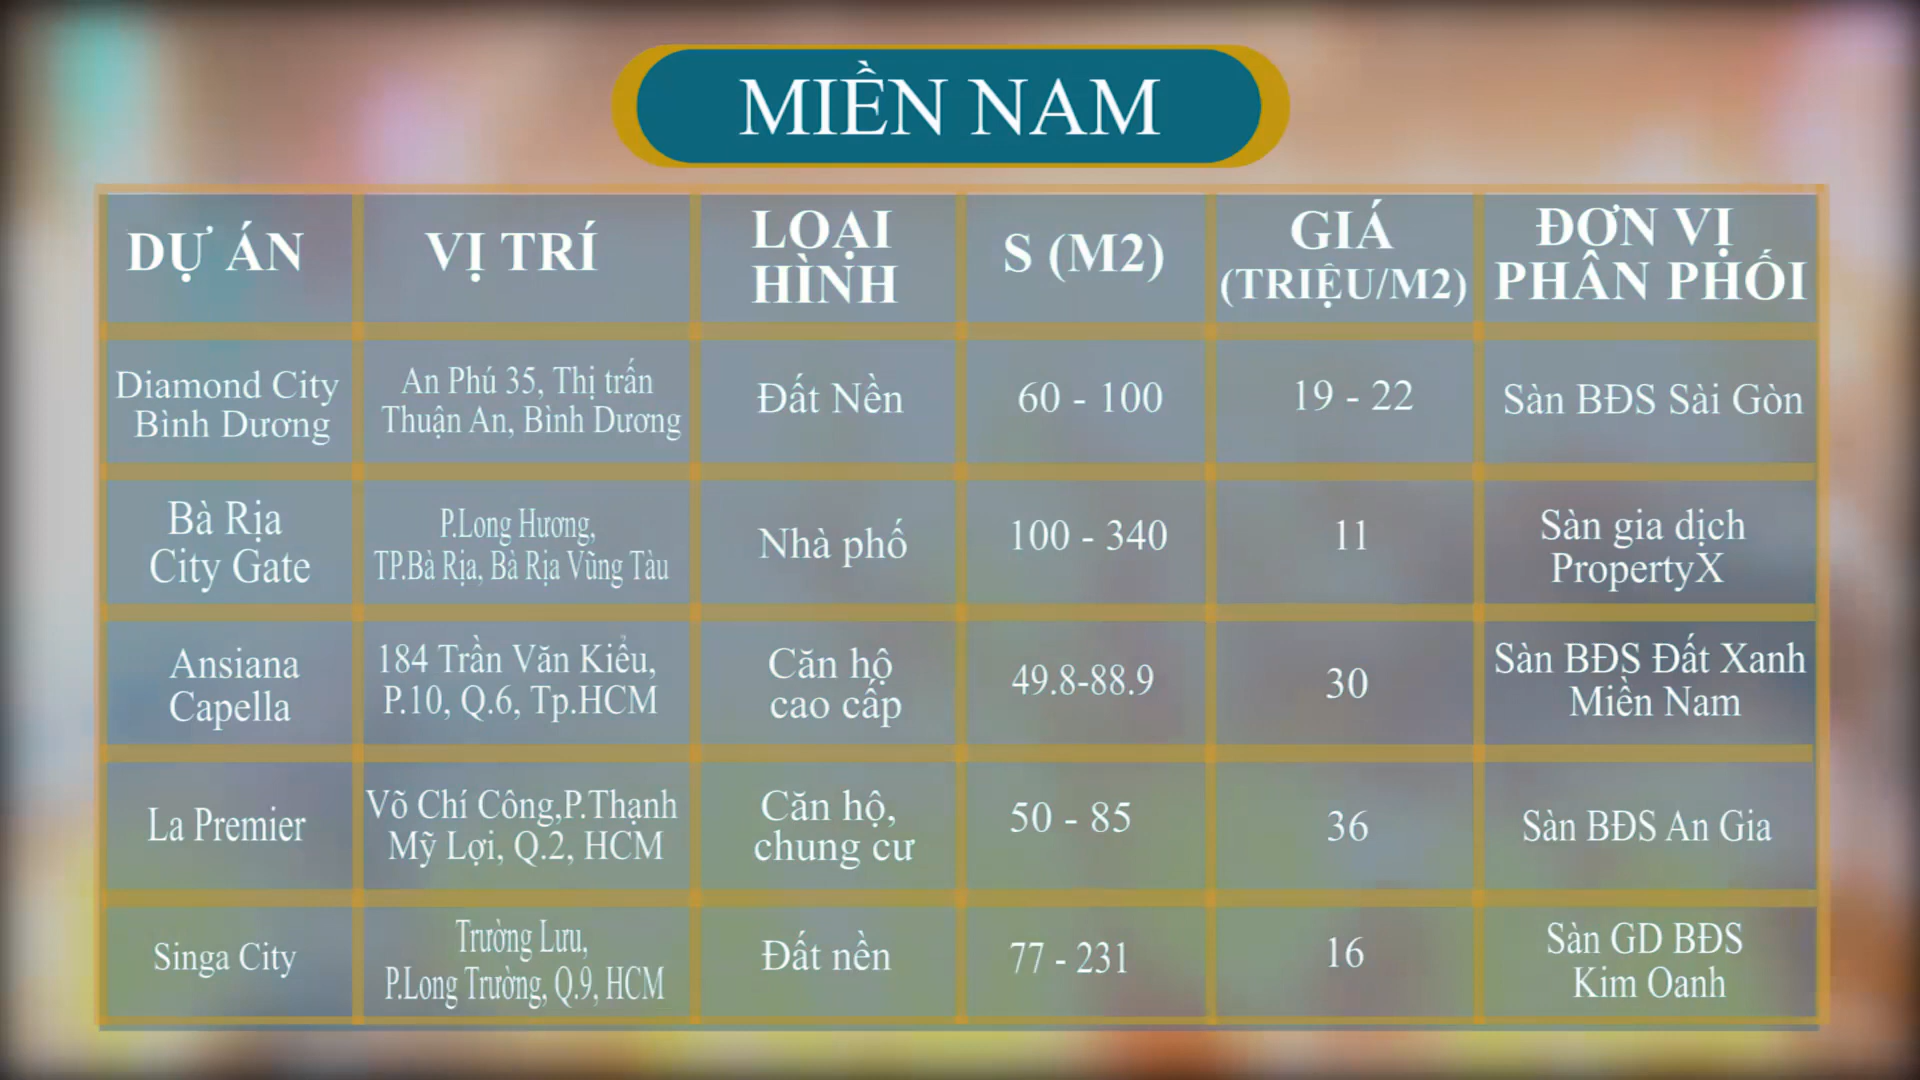 MIỀN NAM
DỰ ÁN
VỊ TRÍ
LOẠI
HÌNH
S (M2)
GIÁ
(TRIỆU/M2)
ĐƠN VỊ
PHÂN PHỐI
Diamond City
Bình Dương
An Phú 35, Thị trấn
Thuận An, Bình Dương
Đất Nền
60 - 100
19 - 22
Sàn BĐS Sài Gòn
Bà Rịa
City Gate
P.Long Hương,
TP.Bà Rịa, Bà Rịa Vũng Tàu
Nhà phố
100 - 340
11
Sàn gia dịch
PropertyX
Ansiana
Capella
184 Trần Văn Kiểu,
P.10, Q.6, Tp.HCM
Căn hộ
cao cấp
49.8-88.9
30
Sàn BĐS Đất Xanh
Miền Nam
La Premier
Võ Chí Công,P.Thạnh
Mỹ Lợi, Q.2, HCM
Căn hộ,
chung cư
50 - 85
36
Sàn BĐS An Gia
Singa City
Trường Lưu,
P.Long Trường, Q.9, HCM
Đất nền
77 - 231
16
Sàn GD BĐS
Kim Oanh